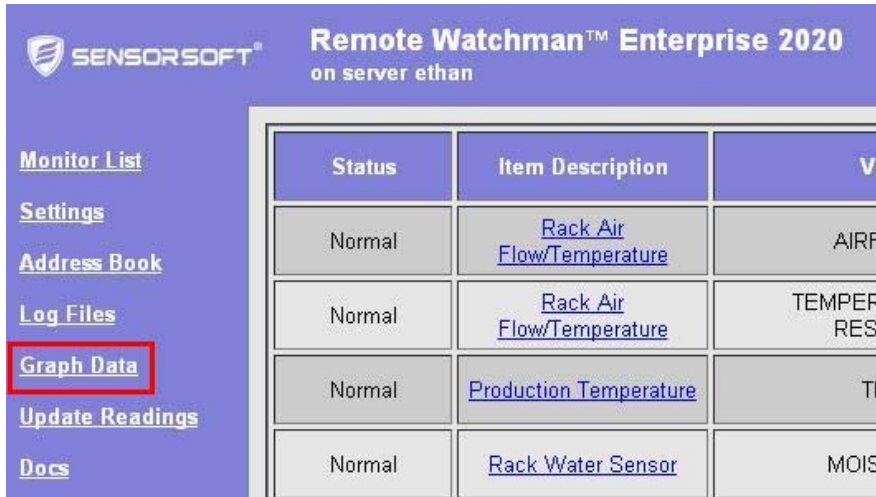 SENSORSOFT®
Remote Watchman™ Enterprise 2020
on server ethan
Monitor List
Settings
Address Book
Log Files
Graph Data
Update Readings
Docs
Status
Item Description
Normal
Rack Air
Flow/Temperature
Normal
Rack Air
Flow/Temperature
Normal
Production Temperature
Normal
Rack Water Sensor